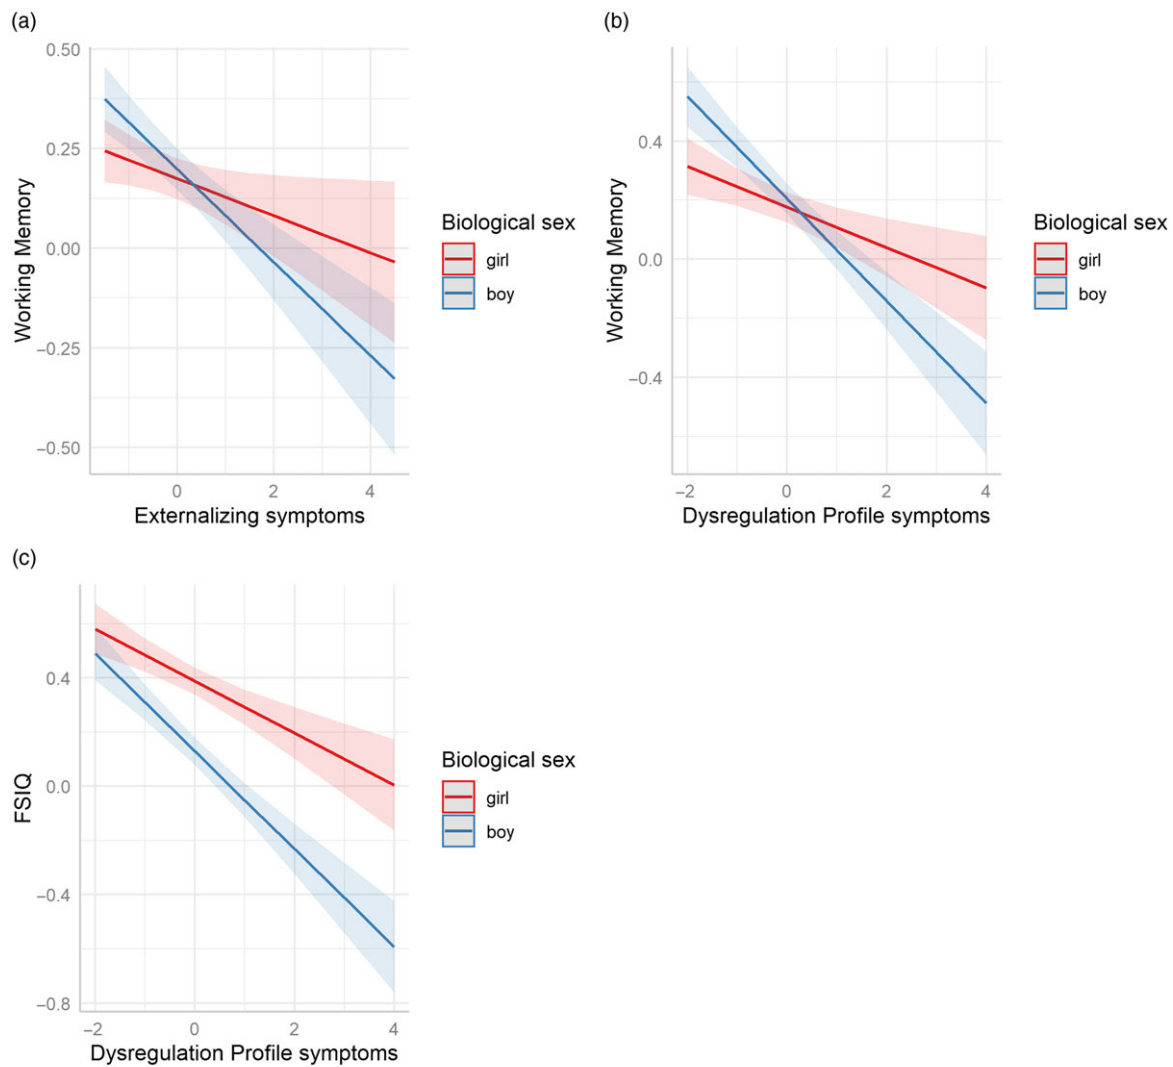 (a)
0.50
0.25
0.00
−0.25
−0.50
Working Memory
0
2
4
Externalizing symptoms
Biological sex
girl
boy
(b)
0.4
0.0
−0.4
Working Memory
−2
0
2
4
Dysregulation Profile symptoms
Biological sex
girl
boy
(c)
0.4
0.0
−0.4
−0.8
FSIQ
−2
0
2
4
Dysregulation Profile symptoms
Biological sex
girl
boy